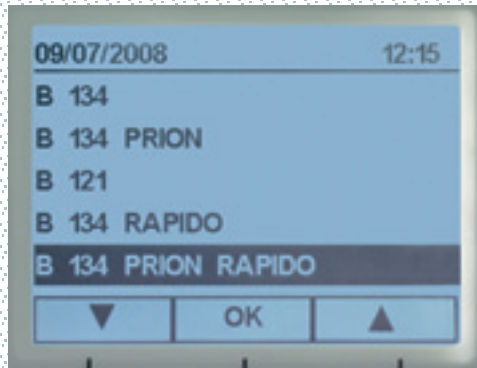 09/07/2008 12:15
B 134
B 134 PRION
B 121
B 134 RAPIDO
B 134 PRION RAPIDO
▼ OK ▲